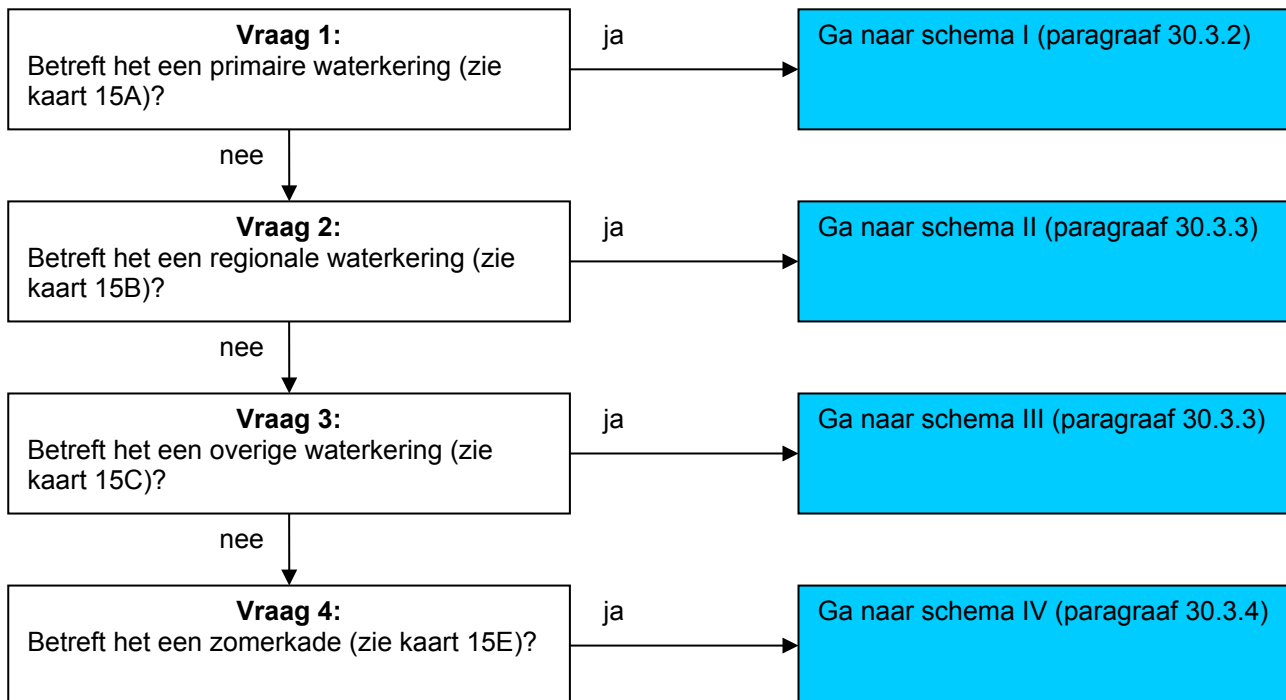 Vraag 1:
Betreft het een primaire waterkering (zie
kaart 15A)?
ja
Ga naar schema I (paragraaf 30.3.2)
nee
Vraag 2:
Betreft het een regionale waterkering (zie
kaart 15B)?
ja
Ga naar schema II (paragraaf 30.3.3)
nee
Vraag 3:
Betreft het een overige waterkering (zie
kaart 15C)?
ja
Ga naar schema III (paragraaf 30.3.3)
nee
Vraag 4:
Betreft het een zomerkade (zie kaart 15E)?
ja
Ga naar schema IV (paragraaf 30.3.4)